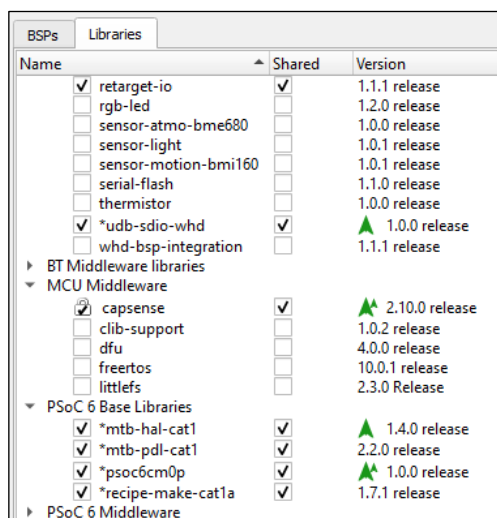 BSPs Libraries
Name Shared Version
retarget-io 1.1.1 release
rgb-led 1.2.0 release
sensor-atmo-bme680 1.0.0 release
sensor-light 1.0.1 release
sensor-motion-bmi160 1.0.1 release
serial-flash 1.1.0 release
thermistor 1.0.0 release
*udb-sdio-whd 1.0.0 release
whd-bsp-integration 1.1.1 release
BT Middleware libraries
MCU Middleware
capsense 2.10.0 release
clib-support 1.0.2 release
dfu 4.0.0 release
freertos 10.0.1 release
littlefs 2.3.0 Release
PSoC 6 Base Libraries
*mtb-hal-cat1 1.4.0 release
*mtb-pdl-cat1 2.2.0 release
*psoc6cm0p 1.0.0 release
*recipe-make-cat1a 1.7.1 release
PSoC 6 Middleware